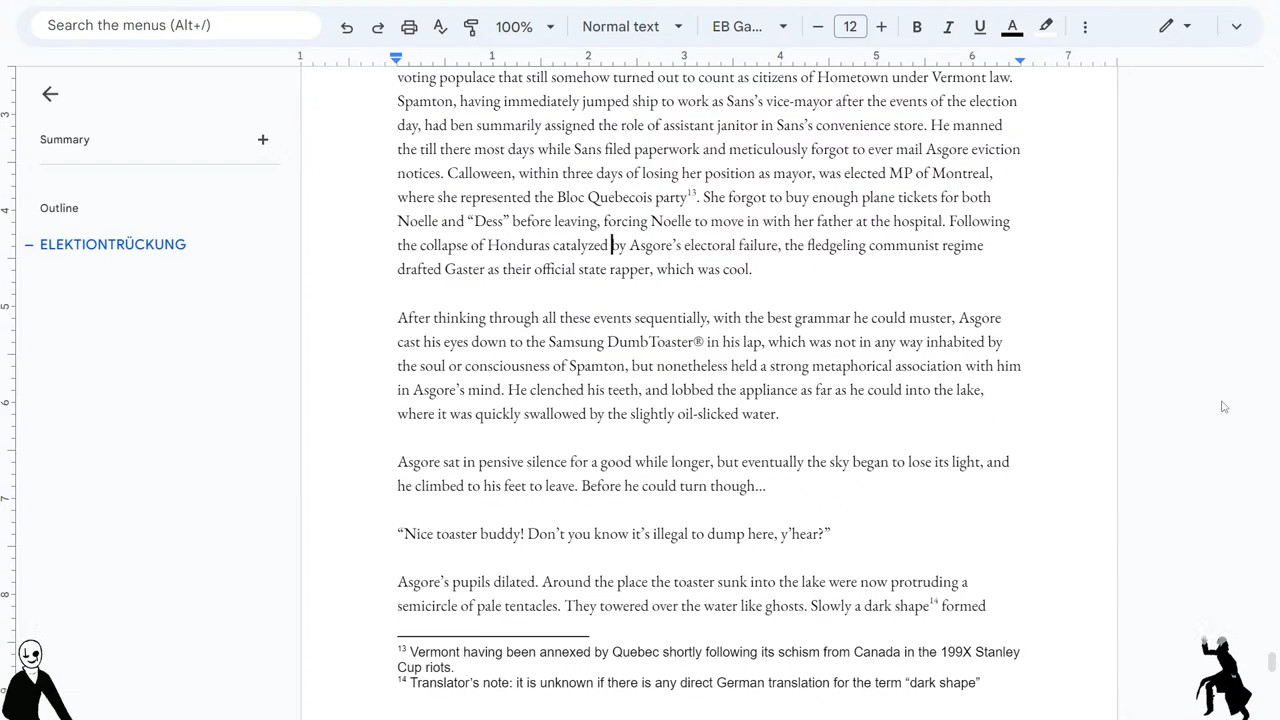 Search the menus (Alt+/)
100%
Normal text
EB Ga...
12
B
I
U
A
1
1
2
3
4
5
6
7
Summary
Outline
ELEKTIONTRÜCKUNG
3
4
5
6
7
8
voting populace that still somehow turned out to count as citizens of Hometown under Vermont law.
Spamton, having immediately jumped ship to work as Sans’s vice-mayor after the events of the election
day, had ben summarily assigned the role of assistant janitor in Sans’s convenience store. He manned
the till there most days while Sans filed paperwork and meticulously forgot to ever mail Asgore eviction
notices. Calloween, within three days of losing her position as mayor, was elected MP of Montreal,
where she represented the Bloc Quebecois party13. She forgot to buy enough plane tickets for both
Noelle and “Dess” before leaving, forcing Noelle to move in with her father at the hospital. Following
the collapse of Honduras catalyzed by Asgore’s electoral failure, the fledgeling communist regime
drafted Gaster as their official state rapper, which was cool.
After thinking through all these events sequentially, with the best grammar he could muster, Asgore
cast his eyes down to the Samsung DumbToaster® in his lap, which was not in any way inhabited by
the soul or consciousness of Spamton, but nonetheless held a strong metaphorical association with him
in Asgore’s mind. He clenched his teeth, and lobbed the appliance as far as he could into the lake,
where it was quickly swallowed by the slightly oil-slicked water.
Asgore sat in pensive silence for a good while longer, but eventually the sky began to lose its light, and
he climbed to his feet to leave. Before he could turn though...
“Nice toaster buddy! Don’t you know it’s illegal to dump here, y’hear?”
Asgore’s pupils dilated. Around the place the toaster sunk into the lake were now protruding a
semicircle of pale tentacles. They towered over the water like ghosts. Slowly a dark shape14 formed
13 Vermont having been annexed by Quebec shortly following its schism from Canada in the 199X Stanley
Cup riots.
14 Translator’s note: it is unknown if there is any direct German translation for the term “dark shape”